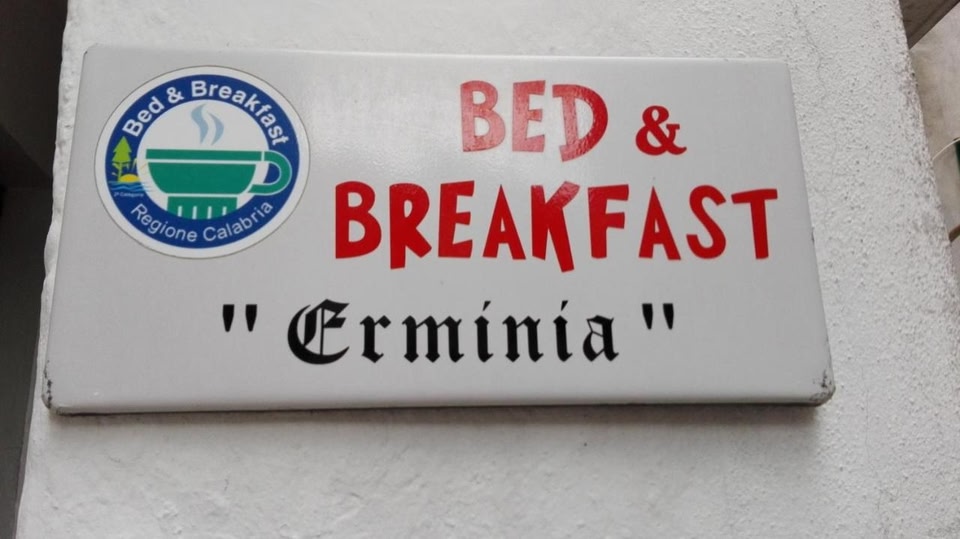 Bed & Breakfast
Regione Calabria
BED &
BREAKFAST
"Erminia"